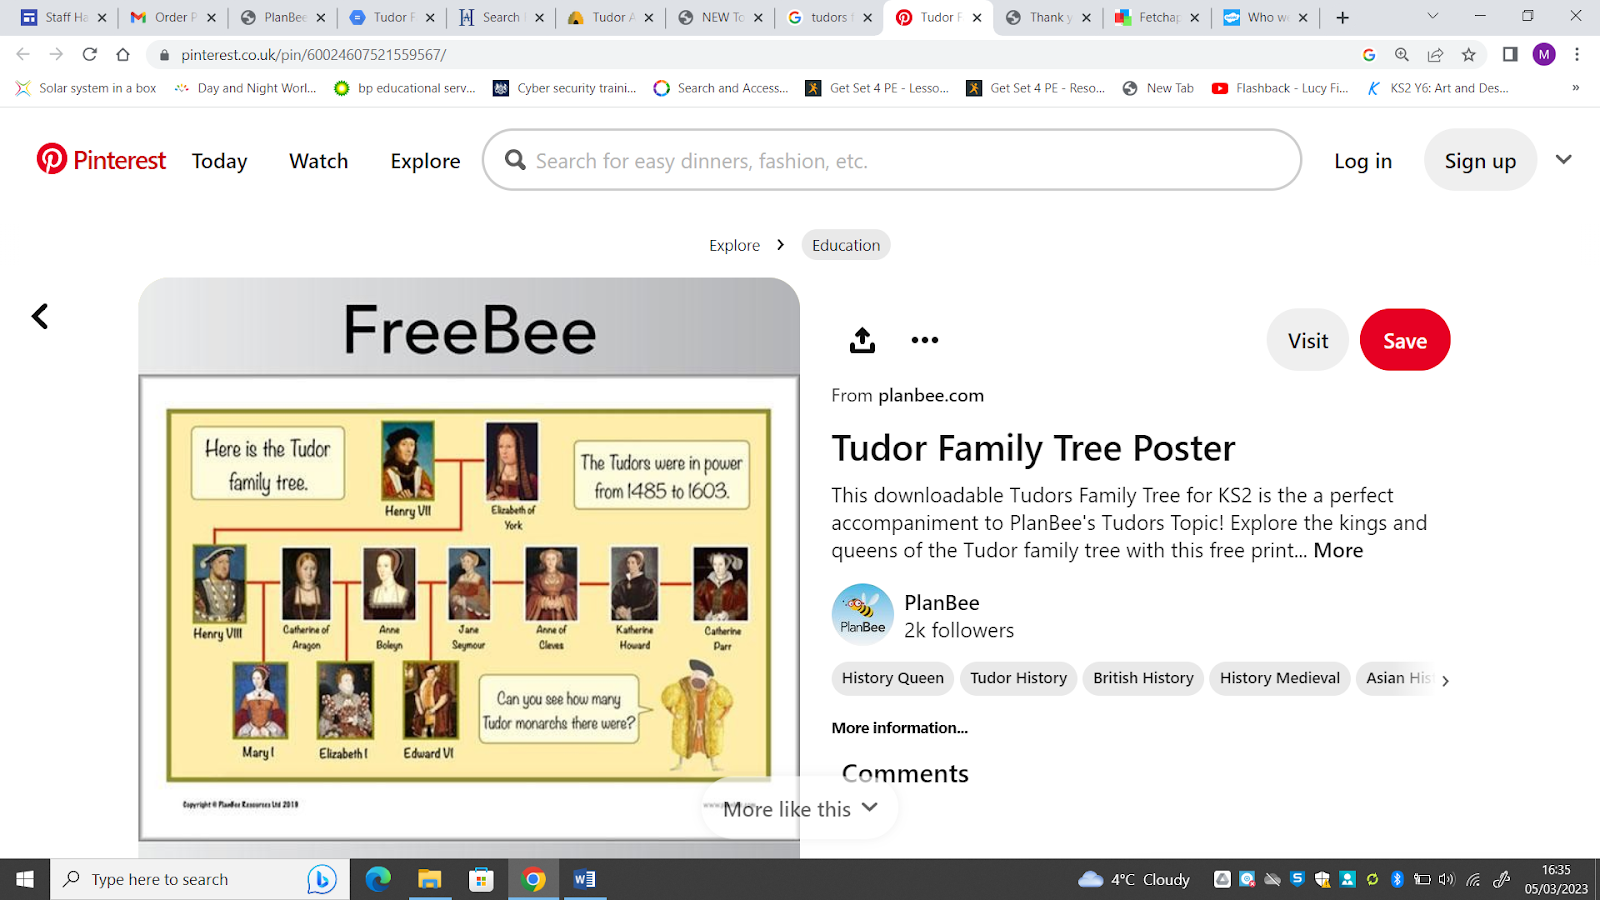 Staff Ha
Order P
PlanBee
Tudor F
Search
Tudor A
NEW To
tudors f
Tudor F
Thank y
Fetchap
Who we
pinterest.co.uk/pin/60024607521559567/
M
Solar system in a box
Day and Night Worl...
bp educational serv...
Cyber security traini...
Search and Access...
Get Set 4 PE - Lesso...
Get Set 4 PE - Reso...
New Tab
Flashback - Lucy Fi...
KS2 Y6: Art and Des...
»
Pinterest
Today
Watch
Explore
Search for easy dinners, fashion, etc.
Log in
Sign up
Explore
Education
FreeBee
Here is the Tudor
family tree.
The Tudors were in power
from 1485 to 1603.
Henry VII
Elizabeth of
York
Henry VIII
Catherine of
Aragon
Anne
Boleyn
Jane
Seymour
Anne of
Cleves
Katherine
Howard
Catherine
Parr
Mary I
Elizabeth I
Edward VI
Can you see how many
Tudor monarchs there were?
Copyright © PlanBee Resources Ltd 2018
More like this
Visit
Save
From planbee.com
Tudor Family Tree Poster
This downloadable Tudors Family Tree for KS2 is the a perfect
accompaniment to PlanBee's Tudors Topic! Explore the kings and
queens of the Tudor family tree with this free print... More
PlanBee
PlanBee
2k followers
History Queen
Tudor History
British History
History Medieval
Asian His
More information...
Comments
Type here to search
4°C Cloudy
16:35
05/03/2023